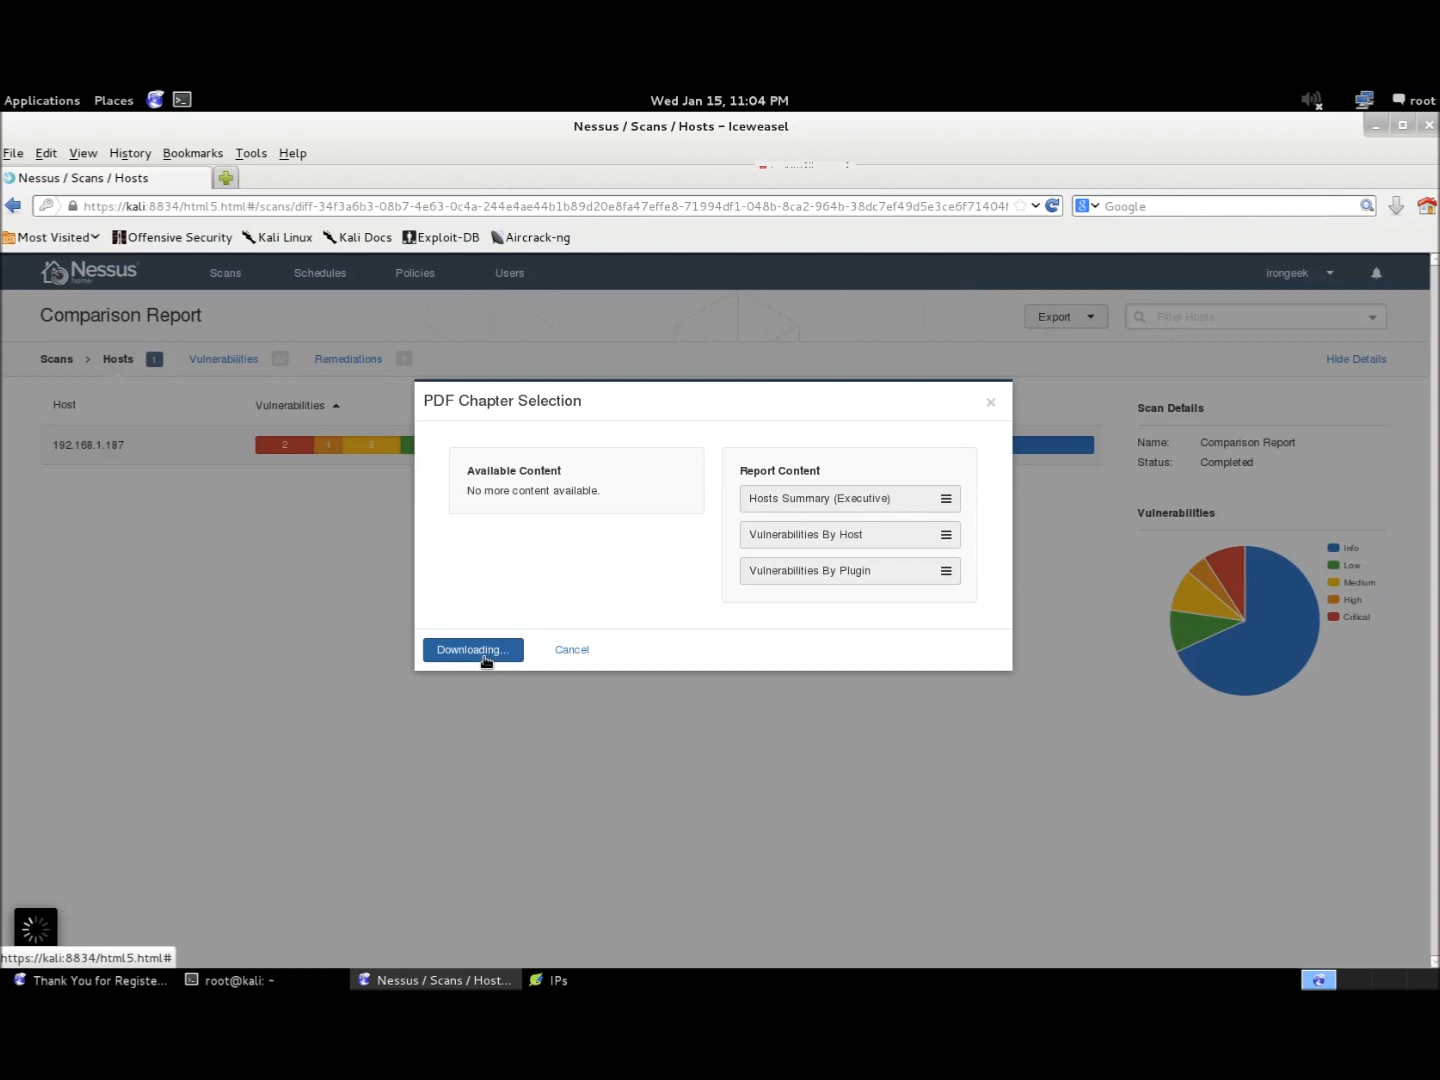 Applications Places
Wed Jan 15, 11:04 PM
root
Nessus / Scans / Hosts - Iceweasel
File Edit View History Bookmarks Tools Help
Nessus / Scans / Hosts
https://kali:8834/html5.html#/scans/diff-34f3a6b3-08b7-4e63-0c4a-244e4ae44b1b89d20e8fa47effe8-71994df1-048b-8ca2-964b-38dc7ef49d5e3ce6f71404f
Google
Most Visited Offensive Security Kali Linux Kali Docs Exploit-DB Aircrack-ng
Nessus home
Scans Schedules Policies Users
irongeek
Comparison Report
Export
Filter Hosts
Scans > Hosts 1 Vulnerabilities Remediations
Hide Details
Host Vulnerabilities
192.168.1.187 2 1 2
PDF Chapter Selection
×
Available Content
No more content available.
Report Content
Hosts Summary (Executive)
Vulnerabilities By Host
Vulnerabilities By Plugin
Downloading... Cancel
Scan Details
Name: Comparison Report
Status: Completed
Vulnerabilities
Info
Low
Medium
High
Critical
https://kali:8834/html5.html#
Thank You for Registe... root@kali: ~ Nessus / Scans / Host... IPs